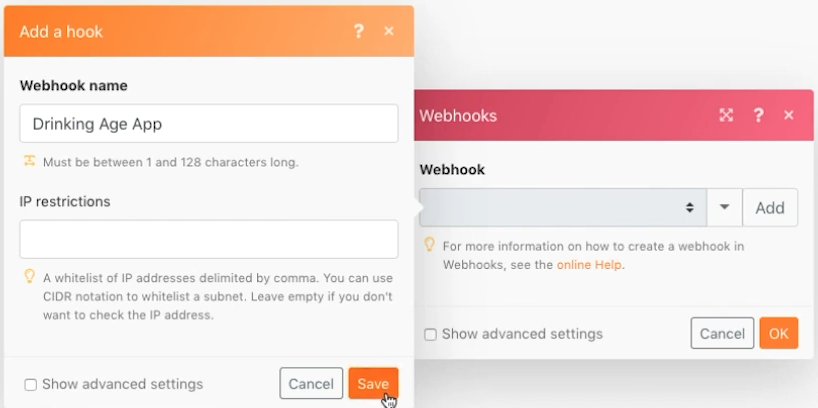 Add a hook
?
×
Webhook name
Drinking Age App
Must be between 1 and 128 characters long.
IP restrictions
A whitelist of IP addresses delimited by comma. You can use
CIDR notation to whitelist a subnet. Leave empty if you don't
want to check the IP address.
Show advanced settings
Cancel
Save
Webhooks
?
×
Webhook
Add
For more information on how to create a webhook in
Webhooks, see the online Help.
Show advanced settings
Cancel
OK